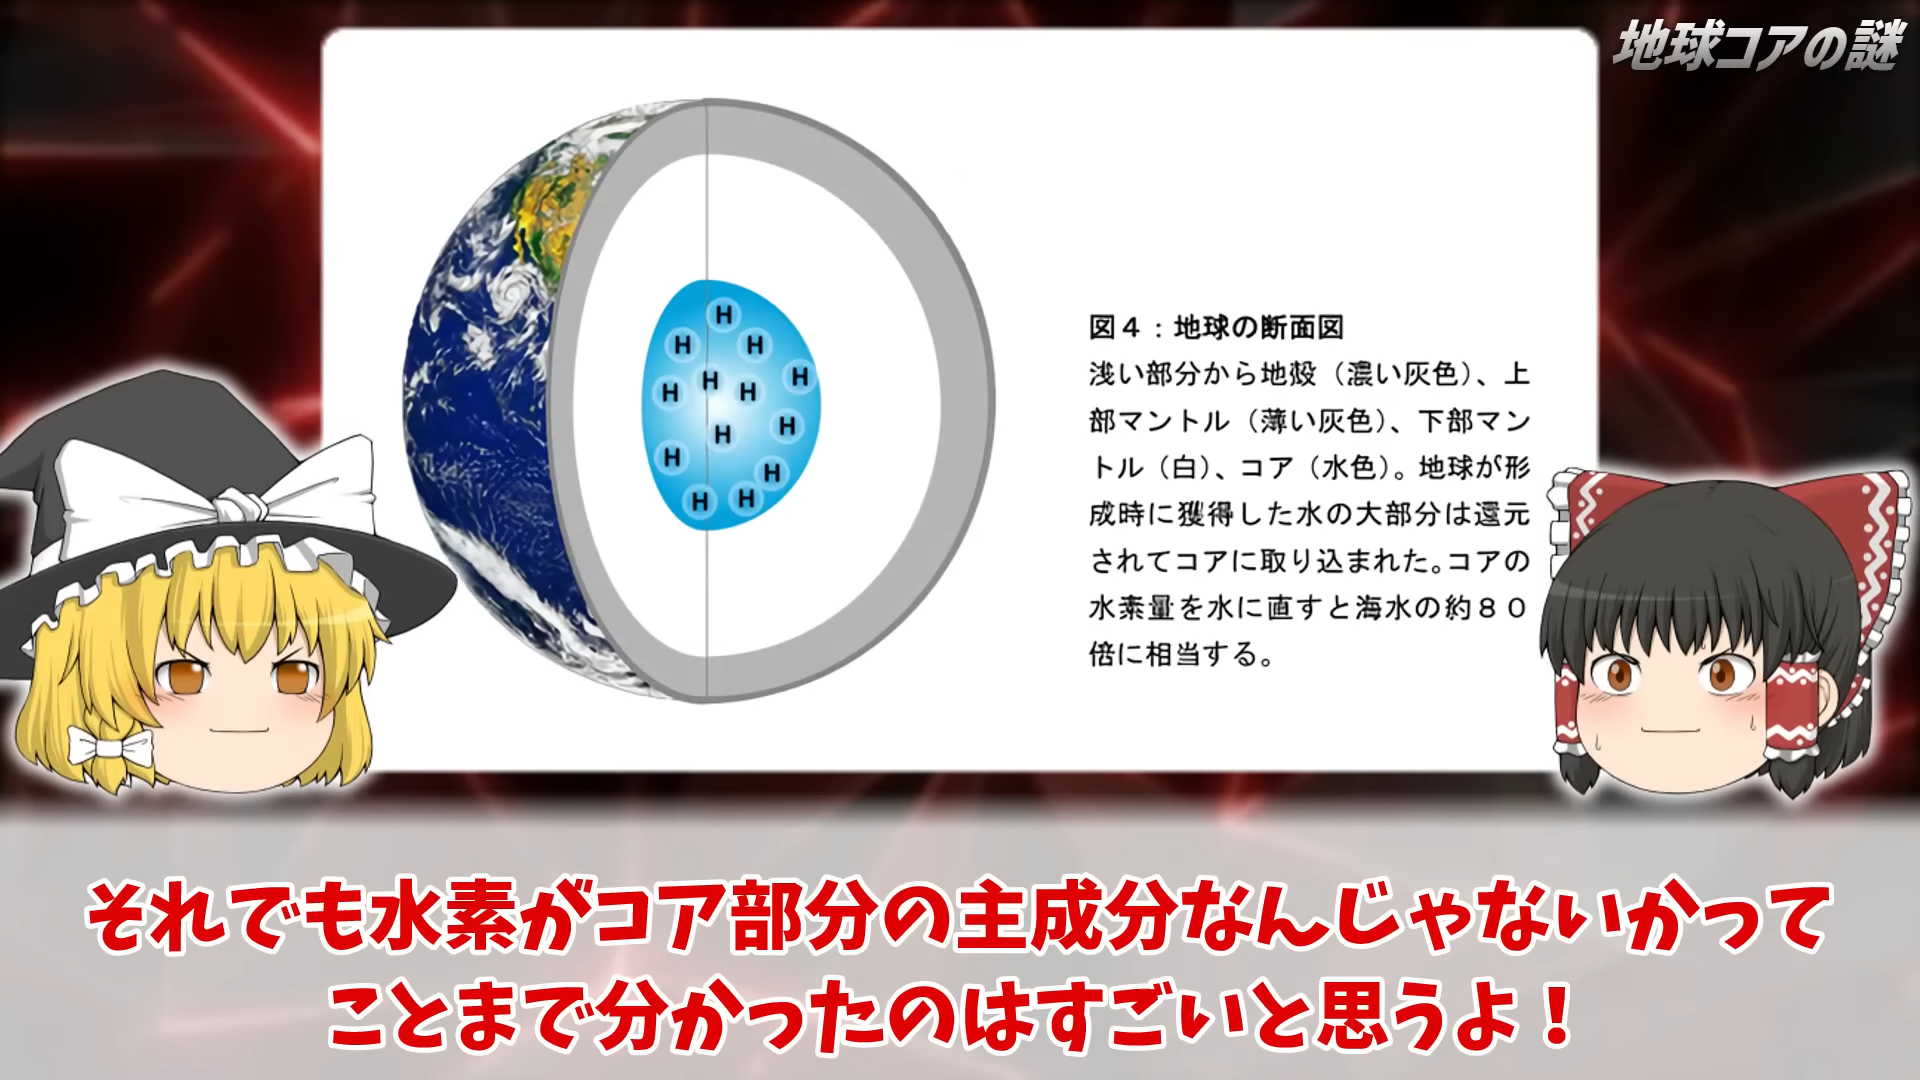 地球コアの謎
H
H
H
H
H
H
H
H
H
H
H
H
H
図４：地球の断面図
浅い部分から地殻（濃い灰色）、上
部マントル（薄い灰色）、下部マン
トル（白）、コア（水色）。地球が形
成時に獲得した水の大部分は還元
されてコアに取り込まれた。コアの
水素量を水に直すと海水の約８０
倍に相当する。
それでも水素がコア部分の主成分なんじゃないかって
ことまで分かったのはすごいと思うよ！